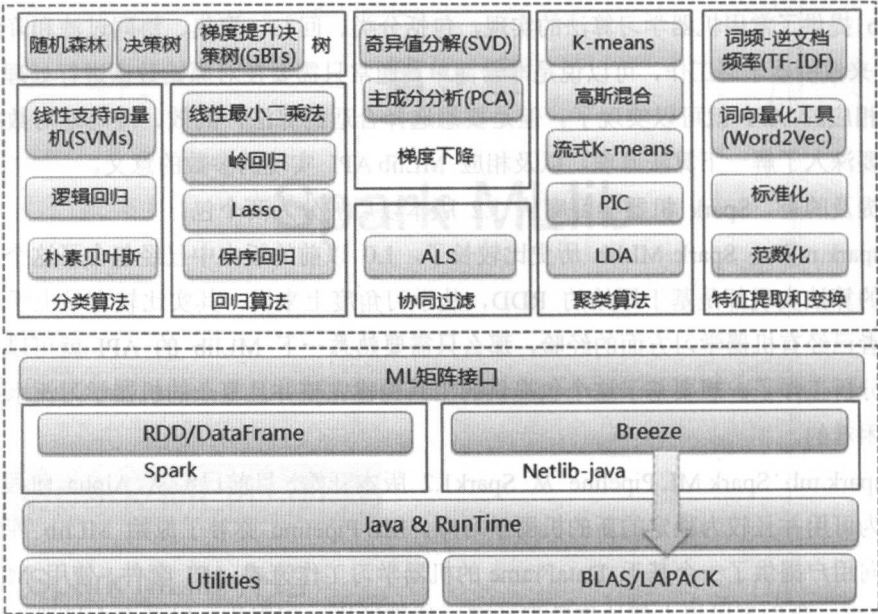 随机森林
决策树
梯度提升决
策树(GBTs)
树
线性支持向量
机(SVMs)
逻辑回归
朴素贝叶斯
分类算法
线性最小二乘法
岭回归
Lasso
保序回归
回归算法
奇异值分解(SVD)
主成分分析(PCA)
梯度下降
ALS
协同过滤
K-means
高斯混合
流式K-means
PIC
LDA
聚类算法
词频-逆文档
频率(TF-IDF)
词向量化工具
(Word2Vec)
标准化
范数化
特征提取和变换
ML矩阵接口
RDD/DataFrame
Spark
Breeze
Netlib-java
Java & RunTime
Utilities
BLAS/LAPACK